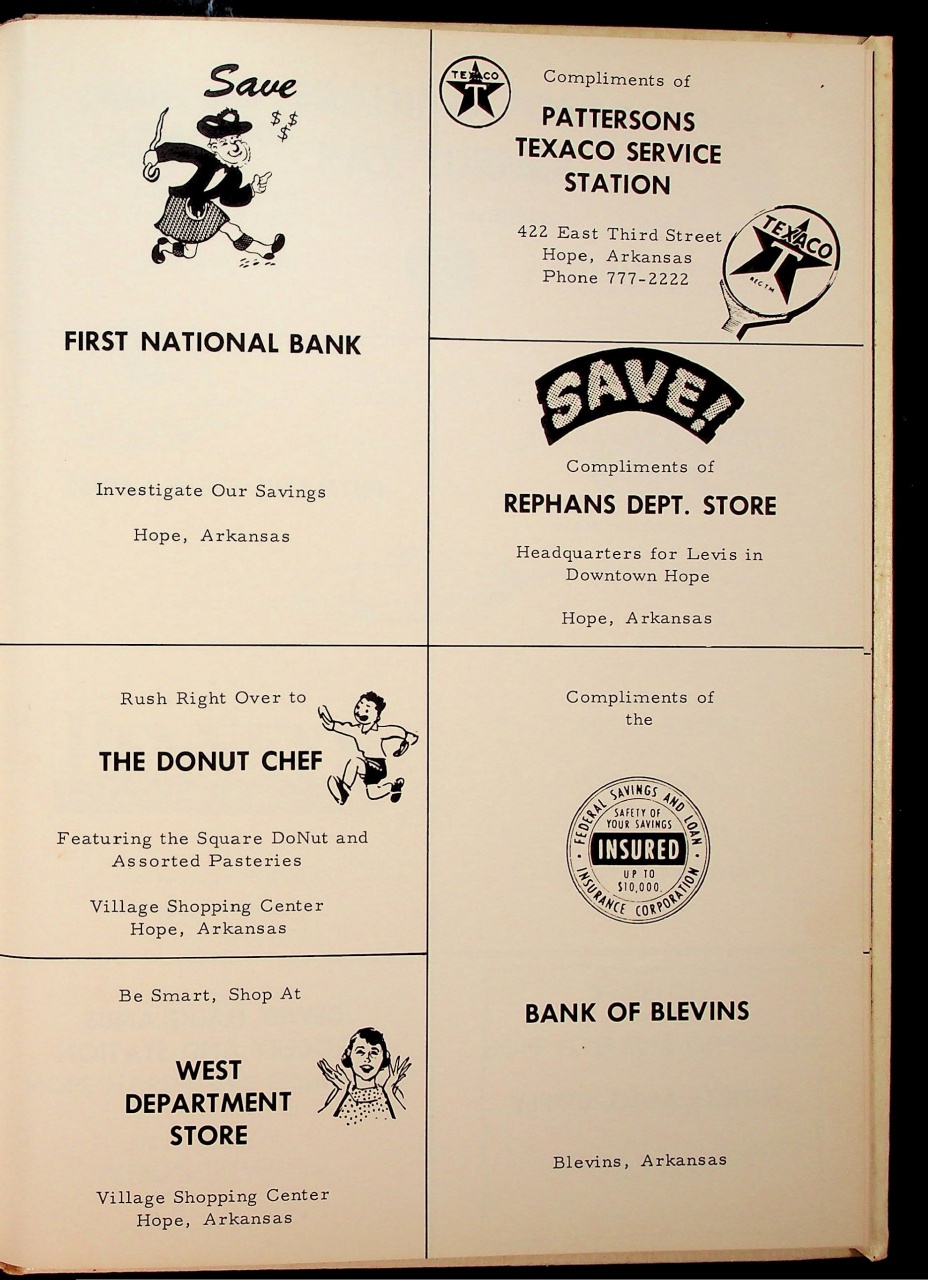 Save
$ $
$
FIRST NATIONAL BANK
Investigate Our Savings
Hope, Arkansas
TEXACO
T
Compliments of
PATTERSONS
TEXACO SERVICE
STATION
422 East Third Street
Hope, Arkansas
Phone 777-2222
TEXACO
T
REG TM
SAVE!
Compliments of
REPHANS DEPT. STORE
Headquarters for Levis in
Downtown Hope
Hope, Arkansas
Rush Right Over to
THE DONUT CHEF
Featuring the Square DoNut and
Assorted Pasteries
Village Shopping Center
Hope, Arkansas
Compliments of
the
FEDERAL SAVINGS AND LOAN
SAFETY OF
YOUR SAVINGS
INSURED
UP TO
$10,000.
INSURANCE CORPORATION
BANK OF BLEVINS
Blevins, Arkansas
Be Smart, Shop At
WEST
DEPARTMENT
STORE
Village Shopping Center
Hope, Arkansas